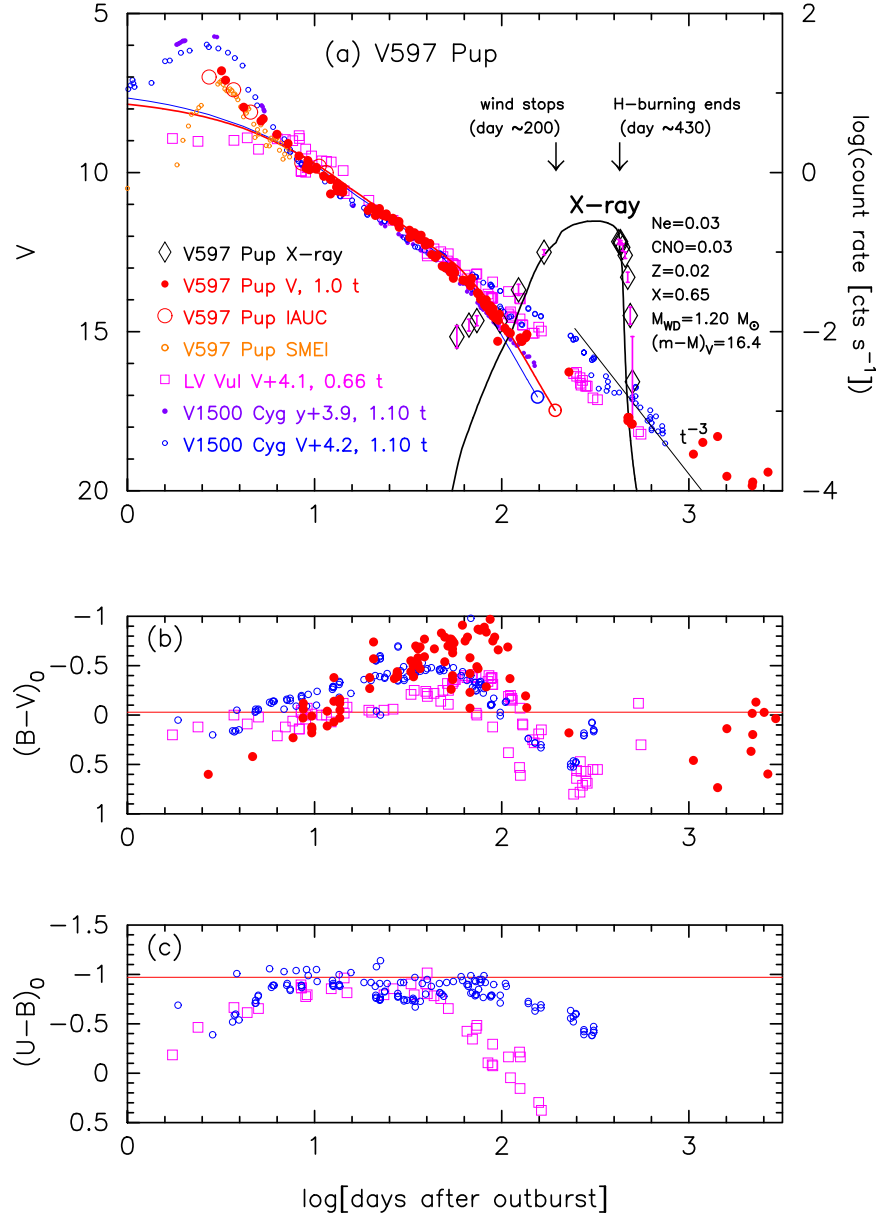 (a) V597 Pup
wind stops
(day ~200)
H-burning ends
(day ~430)
X-ray
Ne=0.03
CNO=0.03
Z=0.02
X=0.65
M_WD=1.20 M_⊙
(m-M)_V=16.4
V597 Pup X-ray
V597 Pup V, 1.0 t
V597 Pup IAUC
V597 Pup SMEI
LV Vul V+4.1, 0.66 t
V1500 Cyg y+3.9, 1.10 t
V1500 Cyg V+4.2, 1.10 t
t^-3
V
5
10
15
20
log(count rate [cts s^-1])
2
0
-2
-4
0 1 2 3
(b)
(B-V)_0
-1
-0.5
0
0.5
1
0 1 2 3
(c)
(U-B)_0
-1.5
-1
-0.5
0
0.5
0 1 2 3
log[days after outburst]